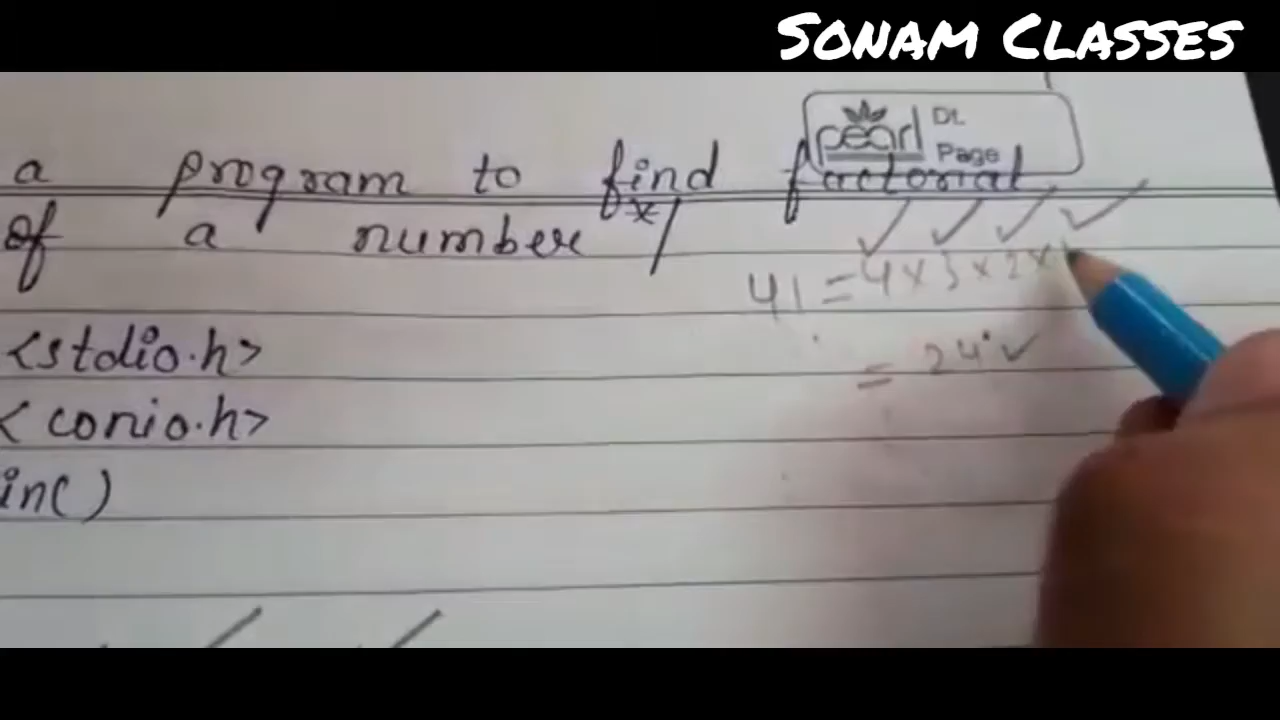 SONAM CLASSES
pearl
Dt.
Page
a program to find factorial
of a number */
4! = 4 x 3 x 2 x 1
= 24
<stdio.h>
<conio.h>
in()